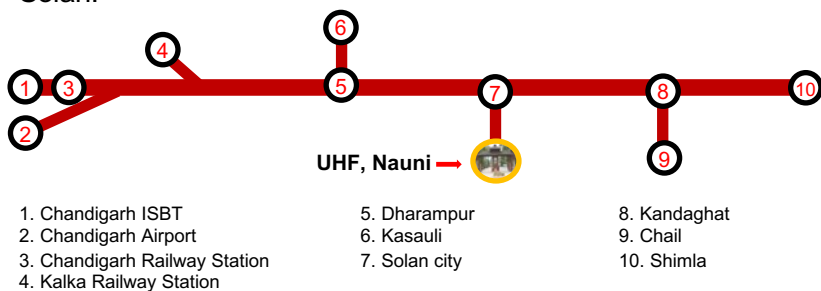 6
4
1
3
5
7
8
10
2
UHF, Nauni
9
1. Chandigarh ISBT
2. Chandigarh Airport
3. Chandigarh Railway Station
4. Kalka Railway Station
5. Dharampur
6. Kasauli
7. Solan city
8. Kandaghat
9. Chail
10. Shimla